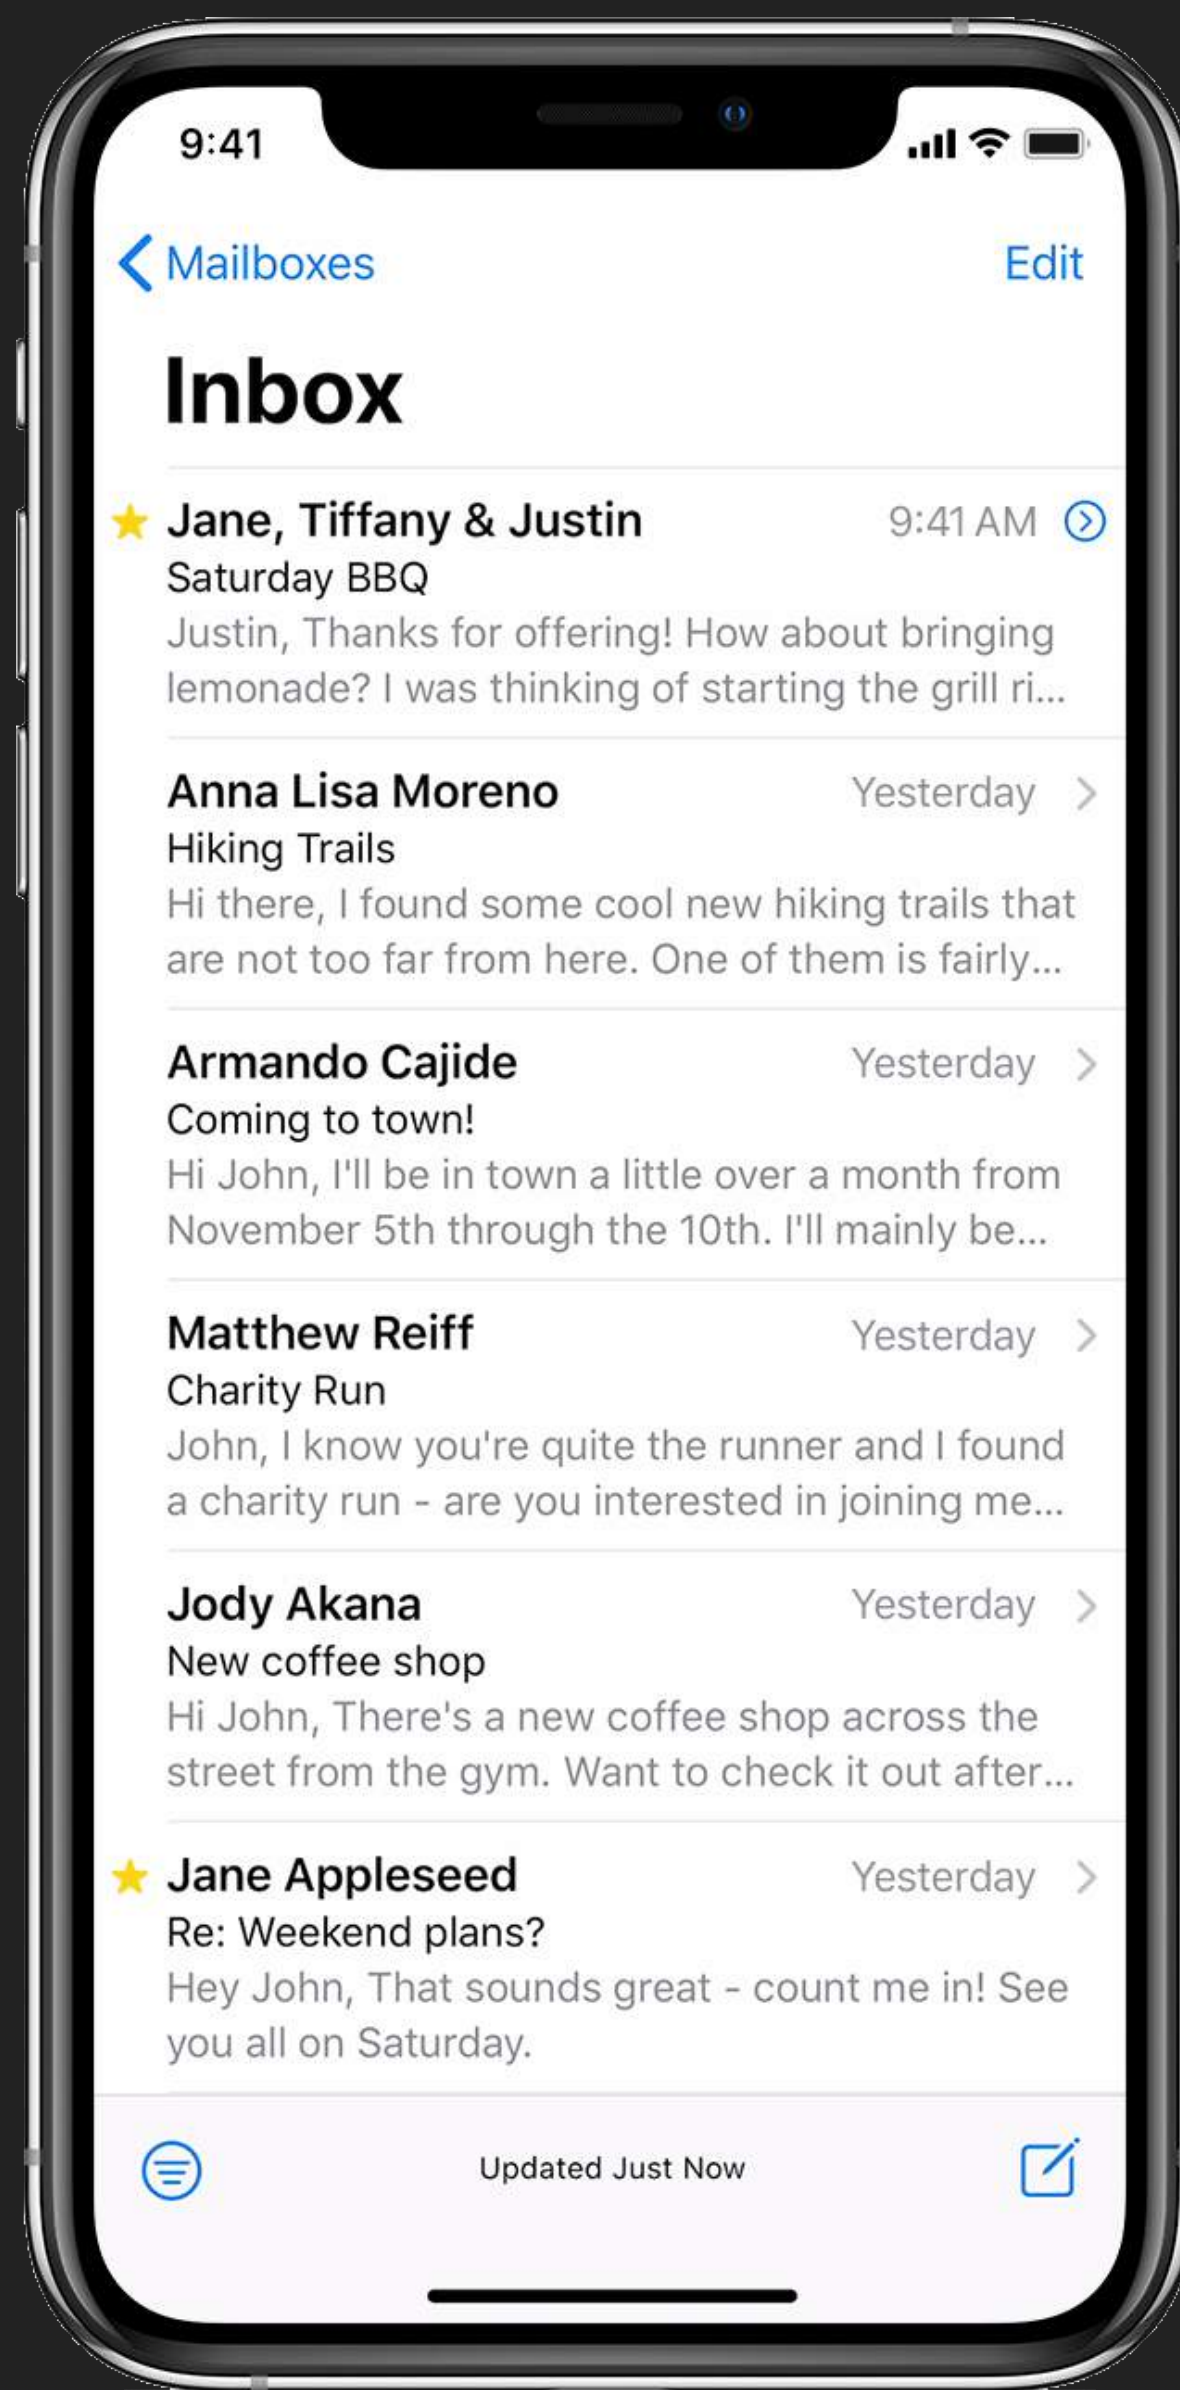 9:41
Mailboxes
Edit
Inbox
Jane, Tiffany & Justin 9:41 AM
Saturday BBQ
Justin, Thanks for offering! How about bringing
lemonade? I was thinking of starting the grill ri...
Anna Lisa Moreno Yesterday
Hiking Trails
Hi there, I found some cool new hiking trails that
are not too far from here. One of them is fairly...
Armando Cajide Yesterday
Coming to town!
Hi John, I'll be in town a little over a month from
November 5th through the 10th. I'll mainly be...
Matthew Reiff Yesterday
Charity Run
John, I know you're quite the runner and I found
a charity run - are you interested in joining me...
Jody Akana Yesterday
New coffee shop
Hi John, There's a new coffee shop across the
street from the gym. Want to check it out after...
Jane Appleseed Yesterday
Re: Weekend plans?
Hey John, That sounds great - count me in! See
you all on Saturday.
Updated Just Now